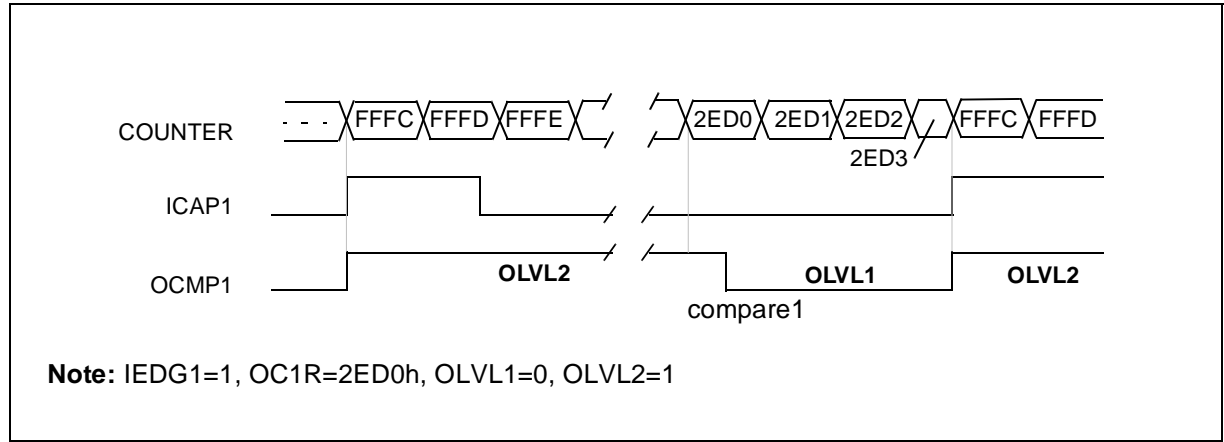 COUNTER
FFFC FFFD FFFE 2ED0 2ED1 2ED2 FFFC FFFD
2ED3
ICAP1
OCMP1
OLVL2 OLVL1 OLVL2
compare1
Note: IEDG1=1, OC1R=2ED0h, OLVL1=0, OLVL2=1